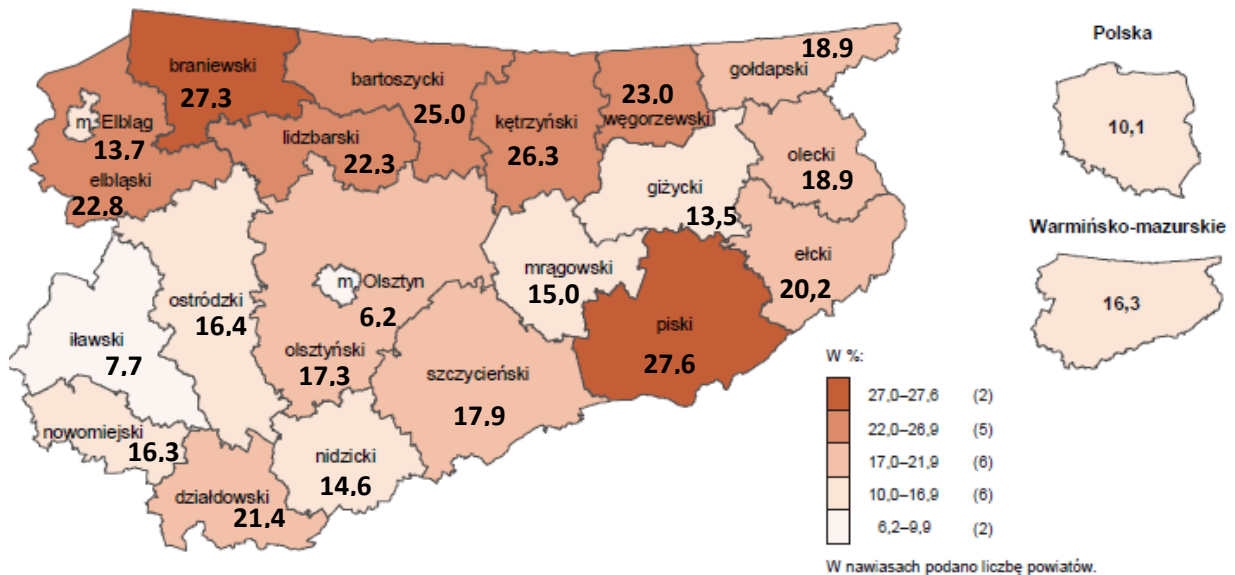 braniewski
27,3
bartoszycki
25,0
kętrzyński
26,3
23,0
węgorzewski
18,9
gołdapski
m. Elbląg
13,7
elbląski
22,8
lidzbarski
22,3
olecki
18,9
giżycki
13,5
ełcki
20,2
mrągowski
15,0
m. Olsztyn
6,2
ostródzki
16,4
iławski
7,7
olsztyński
17,3
szczycieński
17,9
piski
27,6
nowomiejski
16,3
nidzicki
14,6
działdowski
21,4
Polska
10,1
Warmińsko-mazurskie
16,3
W %:
27,0–27,6 (2)
22,0–26,9 (5)
17,0–21,9 (6)
10,0–16,9 (6)
6,2–9,9 (2)
W nawiasach podano liczbę powiatów.